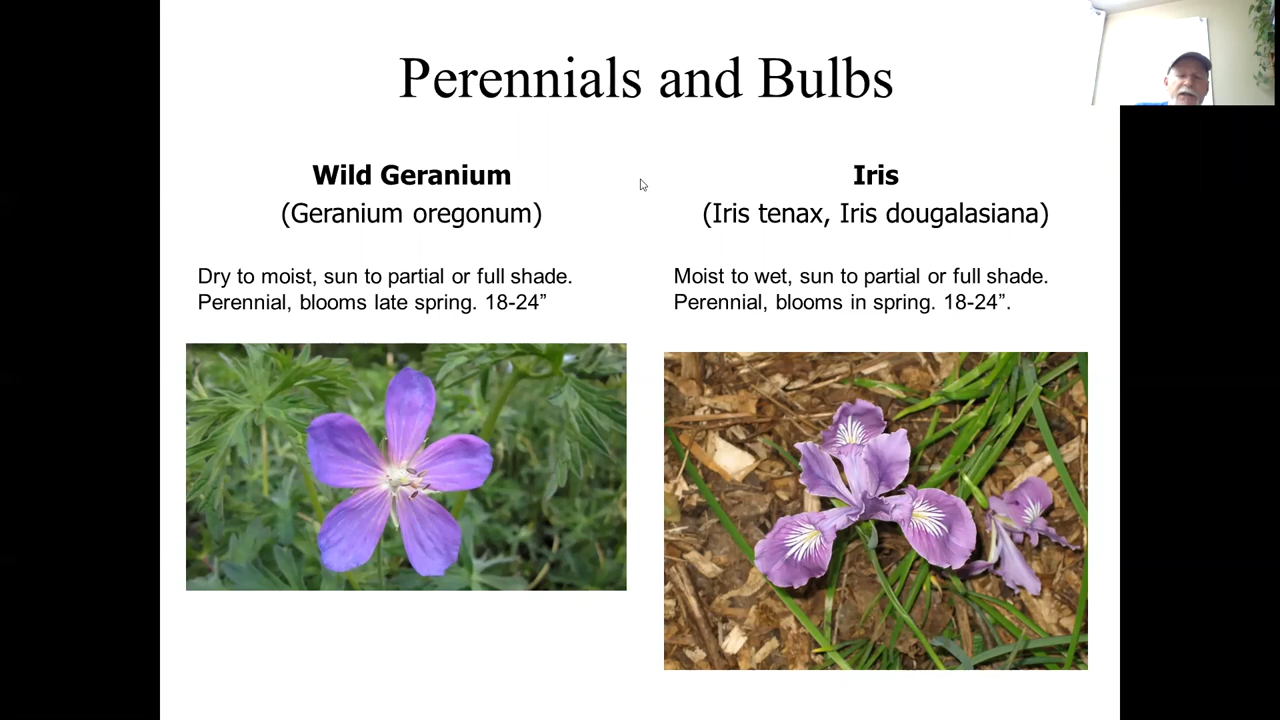 Perennials and Bulbs
Wild Geranium
(Geranium oregonum)
Dry to moist, sun to partial or full shade.
Perennial, blooms late spring. 18-24”
Iris
(Iris tenax, Iris dougalasiana)
Moist to wet, sun to partial or full shade.
Perennial, blooms in spring. 18-24”.